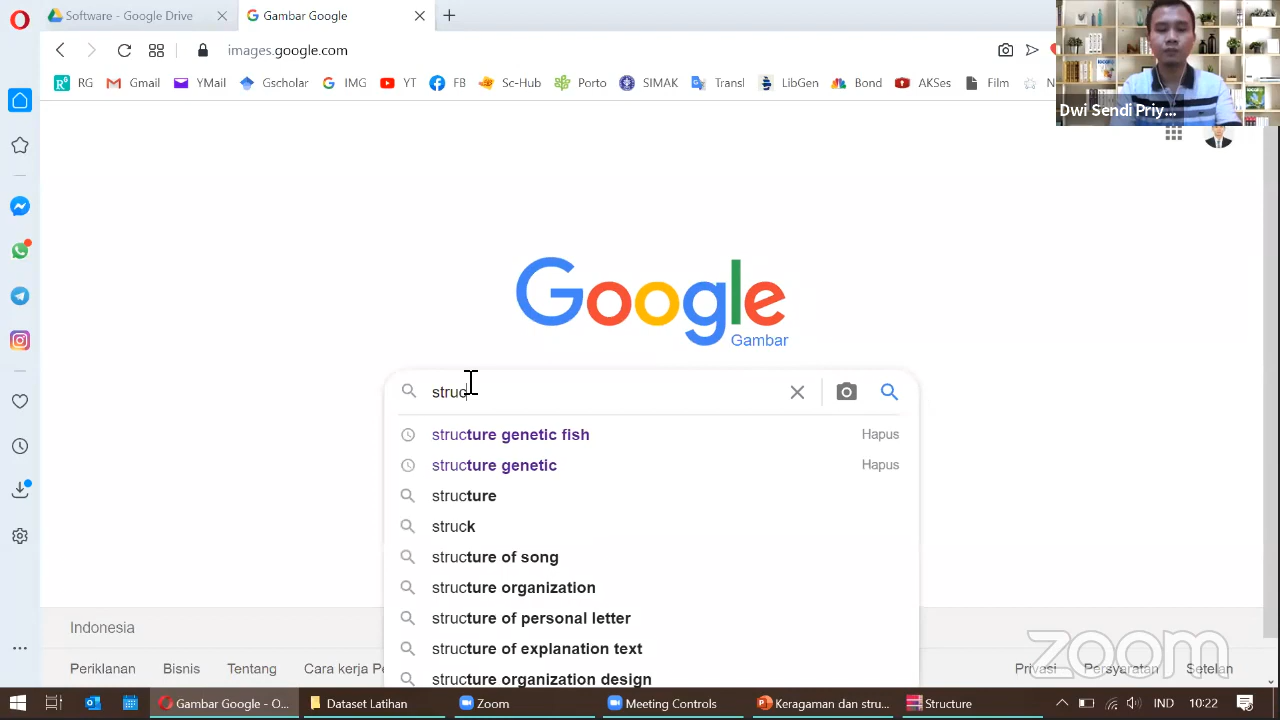 Software - Google Drive
Gambar Google
images.google.com
RG
Gmail
YMail
Gscholar
IMG
YT
FB
Sc-Hub
Porto
SIMAK
Transl
LibGen
Bond
AKSes
Film
N
Dwi Sendi Priy...
Google
Gambar
struc
structure genetic fish
Hapus
structure genetic
Hapus
structure
struck
structure of song
structure organization
structure of personal letter
structure of explanation text
structure organization design
Indonesia
Periklanan
Bisnis
Tentang
Cara kerja Pe
Privasi
Persyaratan
Setelan
zoom
Gambar Google - O...
Dataset Latihan
Zoom
Meeting Controls
Keragaman dan stru...
Structure
IND
10:22